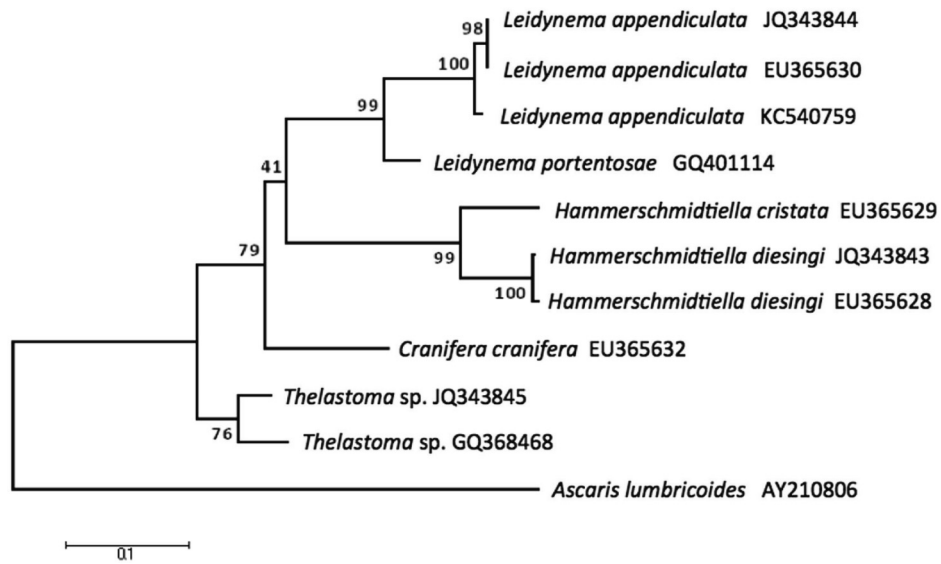 98 Leidynema appendiculata JQ343844
100 Leidynema appendiculata EU365630
Leidynema appendiculata KC540759
99
Leidynema portentosae GQ401114
41
Hammerschmidtiella cristata EU365629
79 Hammerschmidtiella diesingi JQ343843
99
100 Hammerschmidtiella diesingi EU365628
Cranifera cranifera EU365632
Thelastoma sp. JQ343845
76 Thelastoma sp. GQ368468
Ascaris lumbricoides AY210806
0.1